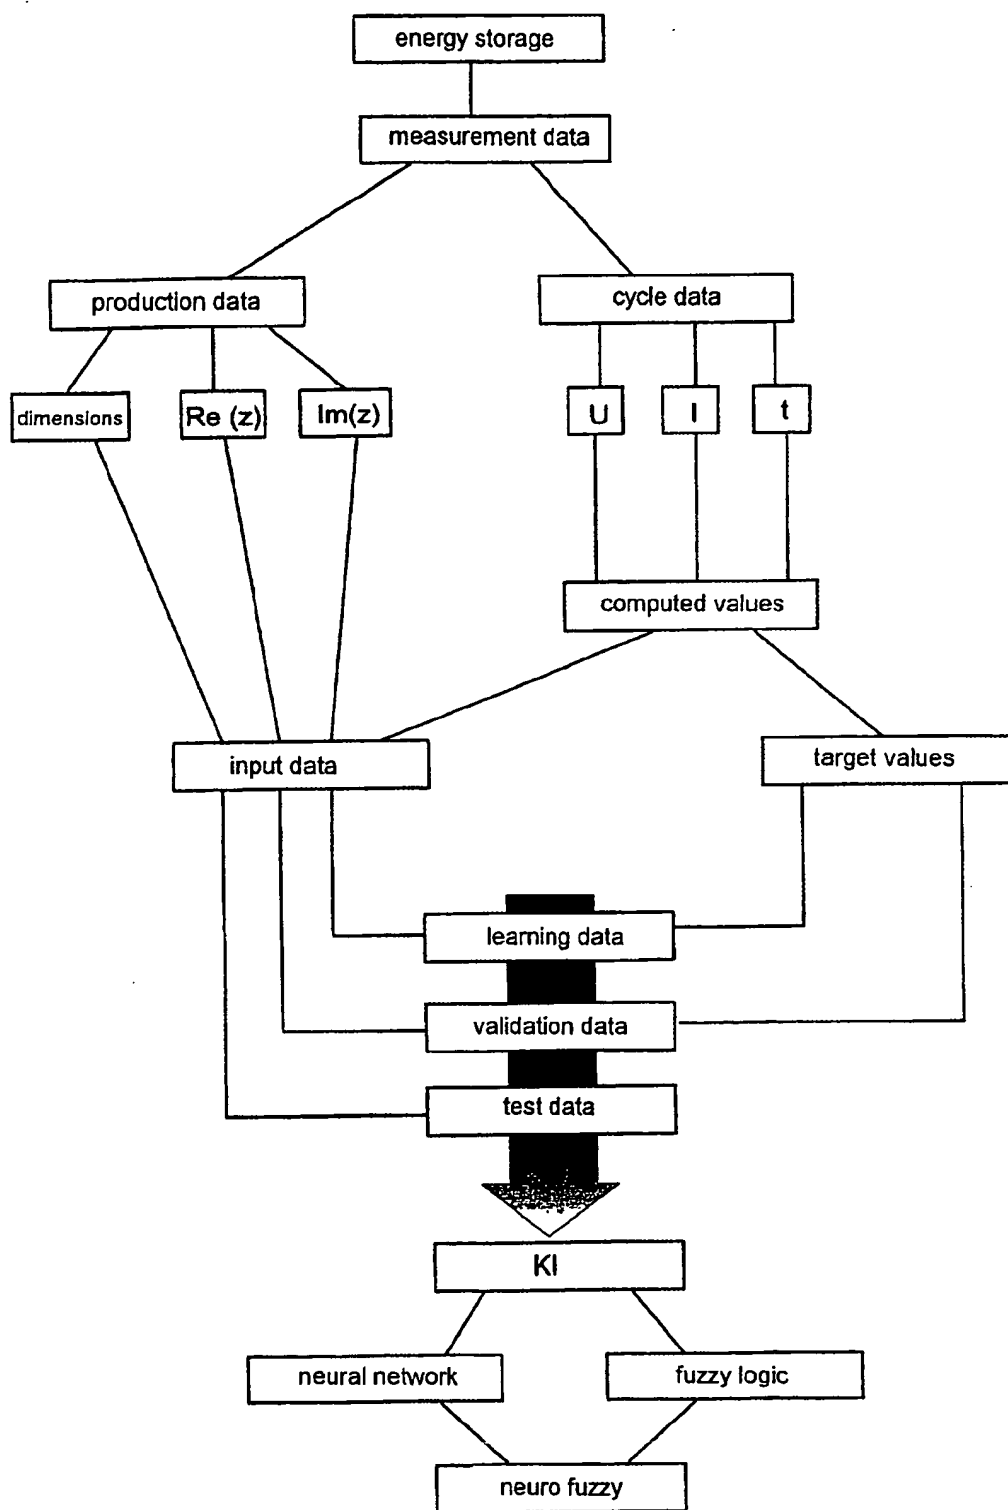 energy storage
measurement data
production data
cycle data
dimensions
Re (z)
Im(z)
U
I
t
computed values
input data
target values
learning data
validation data
test data
KI
neural network
fuzzy logic
neuro fuzzy